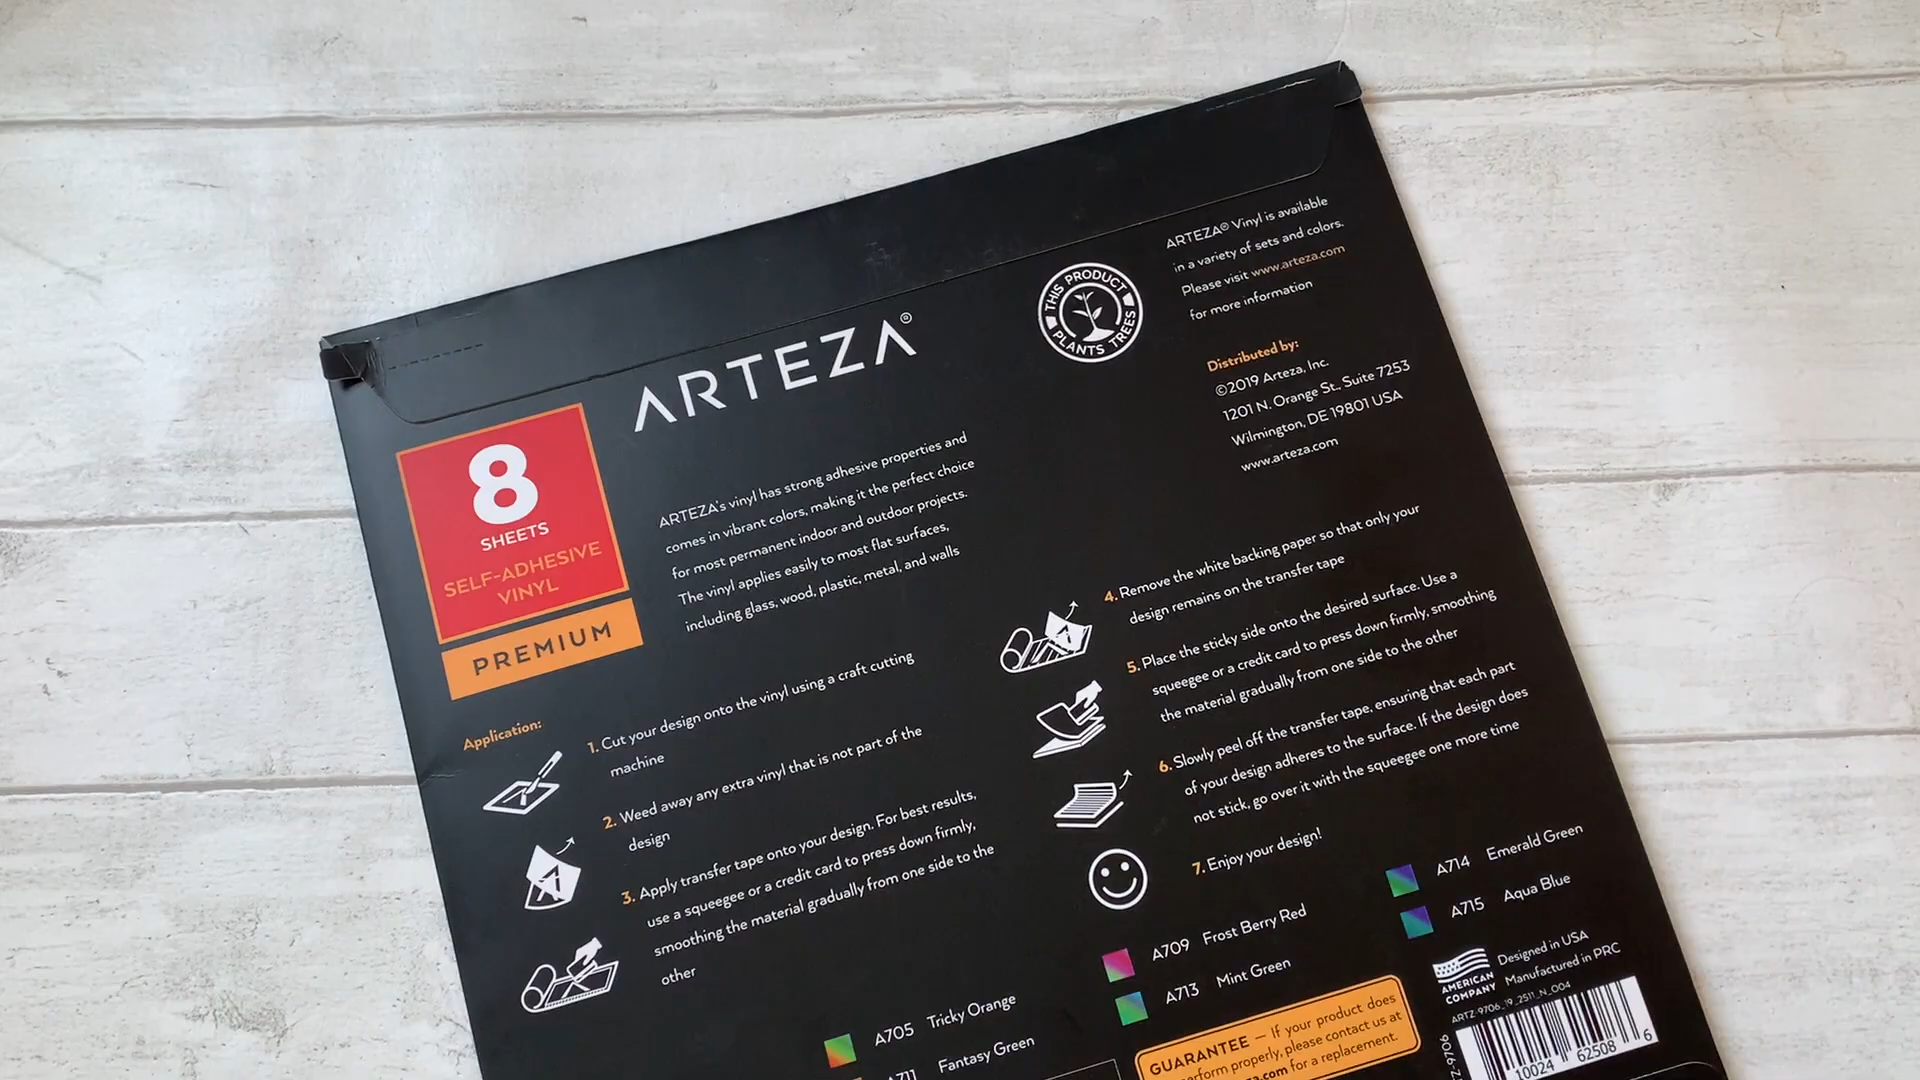 ARTEZA®
THIS PRODUCT
PLANTS TREES
ARTEZA® Vinyl is available
in a variety of sets and colors.
Please visit www.arteza.com
for more information
Distributed by:
©2019 Arteza, Inc.
1201 N. Orange St., Suite 7253
Wilmington, DE 19801 USA
www.arteza.com
8
SHEETS
SELF-ADHESIVE
VINYL
PREMIUM
ARTEZA's vinyl has strong adhesive properties and
comes in vibrant colors, making it the perfect choice
for most permanent indoor and outdoor projects.
The vinyl applies easily to most flat surfaces,
including glass, wood, plastic, metal, and walls
Application:
1. Cut your design onto the vinyl using a craft cutting
machine
2. Weed away any extra vinyl that is not part of the
design
3. Apply transfer tape onto your design. For best results,
use a squeegee or a credit card to press down firmly,
smoothing the material gradually from one side to the
other
4. Remove the white backing paper so that only your
design remains on the transfer tape
5. Place the sticky side onto the desired surface. Use a
squeegee or a credit card to press down firmly, smoothing
the material gradually from one side to the other
6. Slowly peel off the transfer tape, ensuring that each part
of your design adheres to the surface. If the design does
not stick, go over it with the squeegee one more time
7. Enjoy your design!
A705 Tricky Orange
A711 Fantasy Green
A709 Frost Berry Red
A713 Mint Green
A714 Emerald Green
A715 Aqua Blue
AMERICAN
COMPANY
Designed in USA
Manufactured in PRC
ARTZ-9706_19_2511_N_004
GUARANTEE – If your product does
perform properly, please contact us at
for a replacement.
10024 62508 6